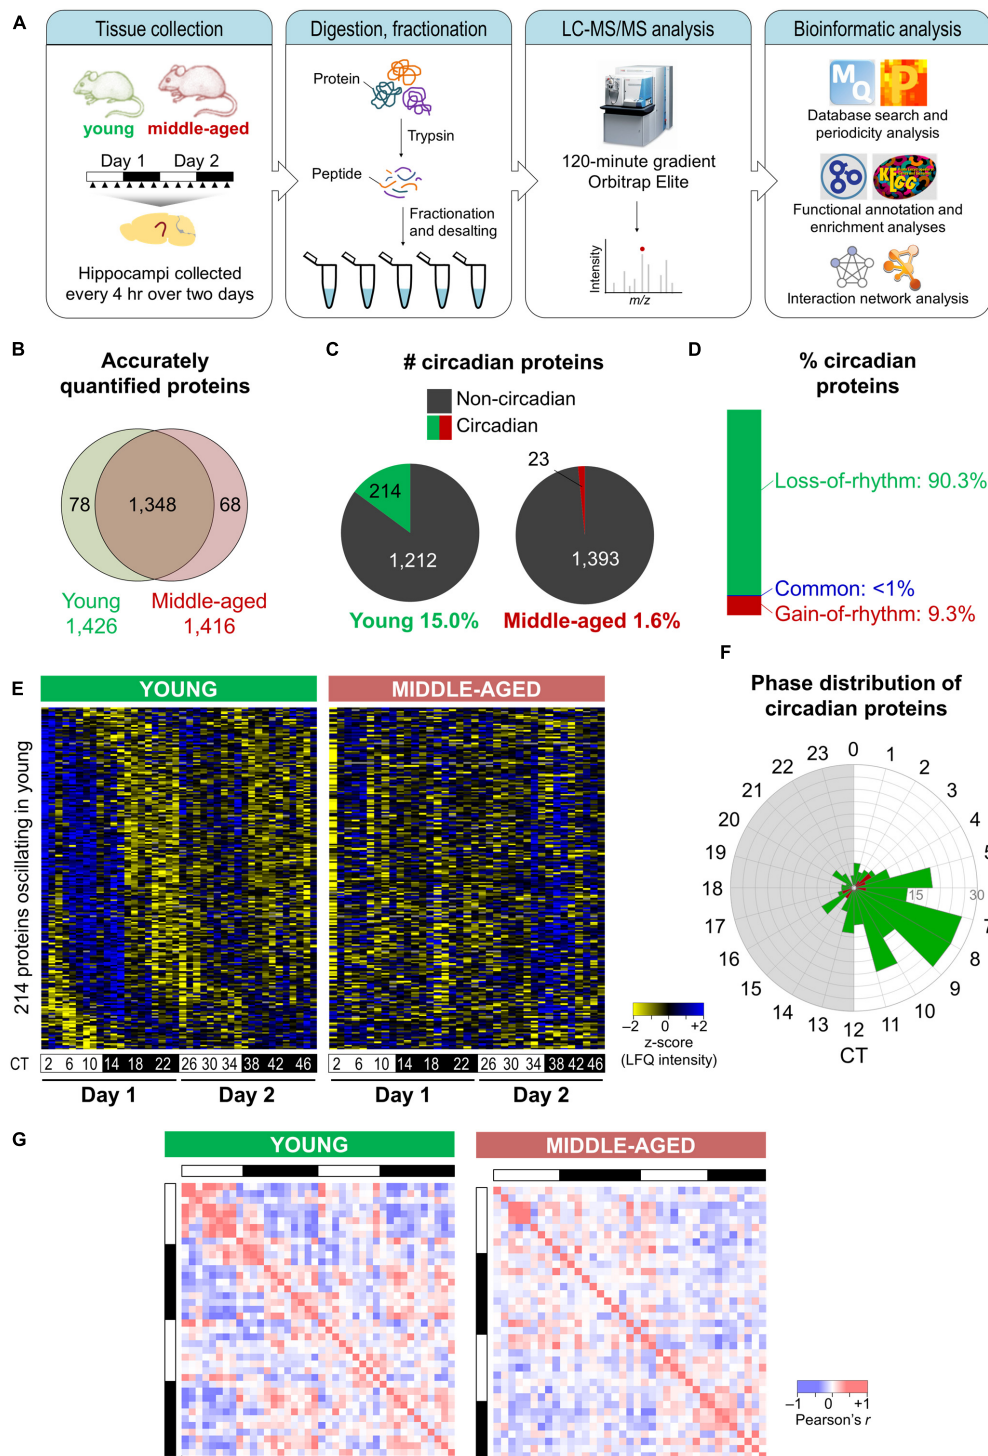 A
Tissue collection
young
middle-aged
Day 1
Day 2
Hippocampi collected
every 4 hr over two days
Digestion, fractionation
Protein
Trypsin
Peptide
Fractionation
and desalting
LC-MS/MS analysis
120-minute gradient
Orbitrap Elite
Intensity
m/z
Bioinformatic analysis
MQ
P
Database search and
periodicity analysis
KEGG
Functional annotation and
enrichment analyses
Interaction network analysis
B
Accurately
quantified proteins
78
1,348
68
Young
1,426
Middle-aged
1,416
C
# circadian proteins
Non-circadian
Circadian
214
1,212
23
1,393
Young 15.0%
Middle-aged 1.6%
D
% circadian
proteins
Loss-of-rhythm: 90.3%
Common: <1%
Gain-of-rhythm: 9.3%
E
YOUNG
MIDDLE-AGED
214 proteins oscillating in young
CT 2 6 10 14 18 22 26 30 34 38 42 46
2 6 10 14 18 22 26 30 34 38 42 46
Day 1
Day 2
Day 1
Day 2
−2 0 +2
z-score
(LFQ intensity)
F
Phase distribution of
circadian proteins
0
1
2
3
4
5
15
30
7
8
9
10
11
12
13
14
15
16
17
18
19
20
21
22
23
CT
G
YOUNG
MIDDLE-AGED
−1 0 +1
Pearson's r